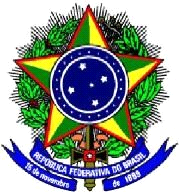 REPÚBLICA FEDERATIVA DO BRASIL
15 de novembro
de 1889